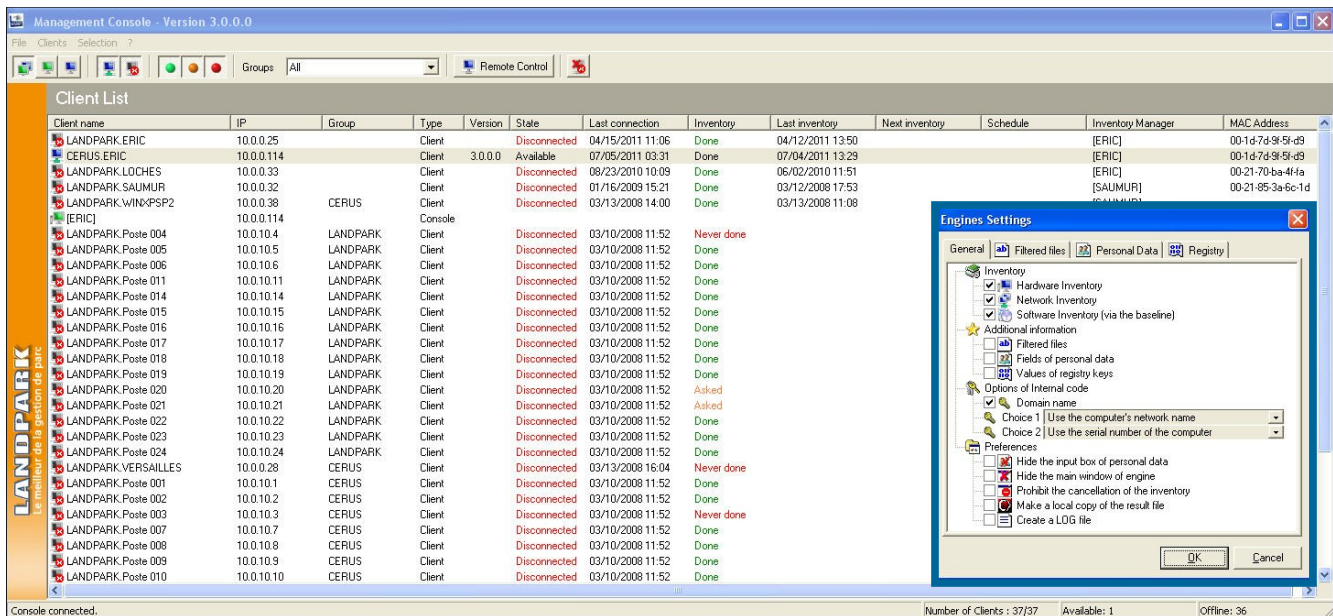 Management Console - Version 3.0.0.0
File Clients Selection ?
Groups All Remote Control
Client List
Client name IP Group Type Version State Last connection Inventory Last inventory Next inventory Schedule Inventory Manager MAC Address
LANDPARK.ERIC 10.0.0.25 Client Disconnected 04/15/2011 11:06 Done 04/12/2011 13:50 [ERIC] 00-1d-7d-9f-5f-d9
CERUS.ERIC 10.0.0.114 Client 3.0.0.0 Available 07/05/2011 03:31 Done 07/04/2011 13:29 [ERIC] 00-1d-7d-9f-5f-d9
LANDPARK.LOCHES 10.0.0.33 Client Disconnected 08/23/2010 10:09 Done 06/02/2010 11:51 [ERIC] 00-21-70-ba-4f-fa
LANDPARK.SAUMUR 10.0.0.32 Client Disconnected 01/16/2009 15:21 Done 03/12/2008 17:53 [SAUMUR] 00-21-85-3a-6c-1d
LANDPARK.WINXPSP2 10.0.0.38 CERUS Client Disconnected 03/13/2008 14:00 Done 03/13/2008 11:08
[ERIC] 10.0.0.114 Console
LANDPARK.Poste 004 10.0.10.4 LANDPARK Client Disconnected 03/10/2008 11:52 Never done
LANDPARK.Poste 005 10.0.10.5 LANDPARK Client Disconnected 03/10/2008 11:52 Done
LANDPARK.Poste 006 10.0.10.6 LANDPARK Client Disconnected 03/10/2008 11:52 Done
LANDPARK.Poste 011 10.0.10.11 LANDPARK Client Disconnected 03/10/2008 11:52 Done
LANDPARK.Poste 014 10.0.10.14 LANDPARK Client Disconnected 03/10/2008 11:52 Done
LANDPARK.Poste 015 10.0.10.15 LANDPARK Client Disconnected 03/10/2008 11:52 Done
LANDPARK.Poste 016 10.0.10.16 LANDPARK Client Disconnected 03/10/2008 11:52 Done
LANDPARK.Poste 017 10.0.10.17 LANDPARK Client Disconnected 03/10/2008 11:52 Done
LANDPARK.Poste 018 10.0.10.18 LANDPARK Client Disconnected 03/10/2008 11:52 Done
LANDPARK.Poste 019 10.0.10.19 LANDPARK Client Disconnected 03/10/2008 11:52 Done
LANDPARK.Poste 020 10.0.10.20 LANDPARK Client Disconnected 03/10/2008 11:52 Asked
LANDPARK.Poste 021 10.0.10.21 LANDPARK Client Disconnected 03/10/2008 11:52 Asked
LANDPARK.Poste 022 10.0.10.22 LANDPARK Client Disconnected 03/10/2008 11:52 Done
LANDPARK.Poste 023 10.0.10.23 LANDPARK Client Disconnected 03/10/2008 11:52 Done
LANDPARK.Poste 024 10.0.10.24 LANDPARK Client Disconnected 03/10/2008 11:52 Done
LANDPARK.VERSAILLES 10.0.0.28 CERUS Client Disconnected 03/13/2008 16:04 Never done
LANDPARK.Poste 001 10.0.10.1 CERUS Client Disconnected 03/10/2008 11:52 Done
LANDPARK.Poste 002 10.0.10.2 CERUS Client Disconnected 03/10/2008 11:52 Done
LANDPARK.Poste 003 10.0.10.3 CERUS Client Disconnected 03/10/2008 11:52 Never done
LANDPARK.Poste 007 10.0.10.7 CERUS Client Disconnected 03/10/2008 11:52 Done
LANDPARK.Poste 008 10.0.10.8 CERUS Client Disconnected 03/10/2008 11:52 Done
LANDPARK.Poste 009 10.0.10.9 CERUS Client Disconnected 03/10/2008 11:52 Done
LANDPARK.Poste 010 10.0.10.10 CERUS Client Disconnected 03/10/2008 11:52 Done
LANDPARK
Le meilleur de la gestion de parc
Engines Settings
General Filtered files Personal Data Registry
Inventory
Hardware Inventory
Network Inventory
Software Inventory (via the baseline)
Additional information
Filtered files
Fields of personal data
Values of registry keys
Options of Internal code
Domain name
Choice 1 Use the computer's network name
Choice 2 Use the serial number of the computer
Preferences
Hide the input box of personal data
Hide the main window of engine
Prohibit the cancellation of the inventory
Make a local copy of the result file
Create a LOG file
OK Cancel
Console connected. Number of Clients : 37/37 Available: 1 Offline: 36